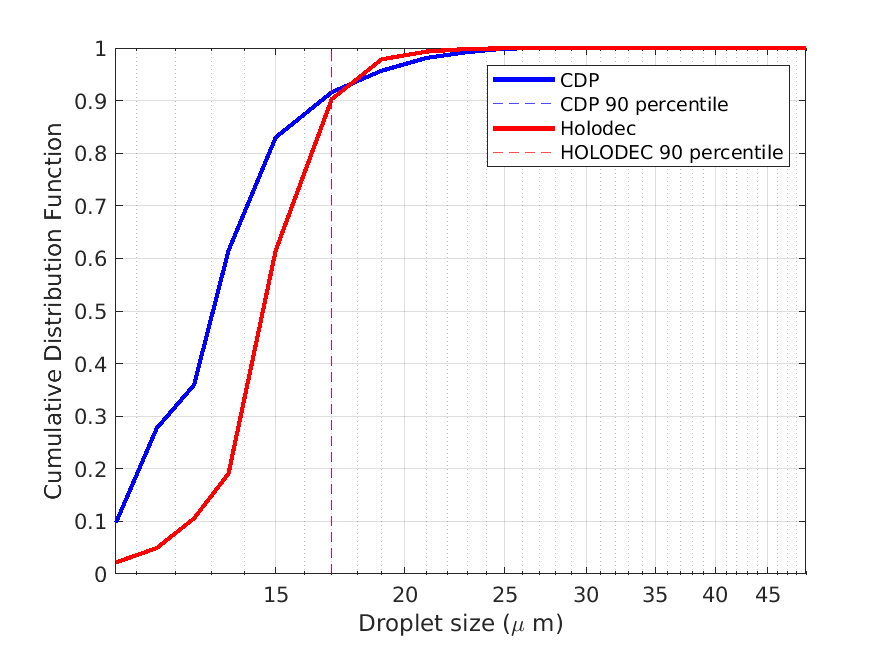 1
0.9
0.8
0.7
0.6
0.5
0.4
0.3
0.2
0.1
0
Cumulative Distribution Function
CDP
CDP 90 percentile
Holodec
HOLODEC 90 percentile
15 20 25 30 35 40 45
Droplet size (μ m)